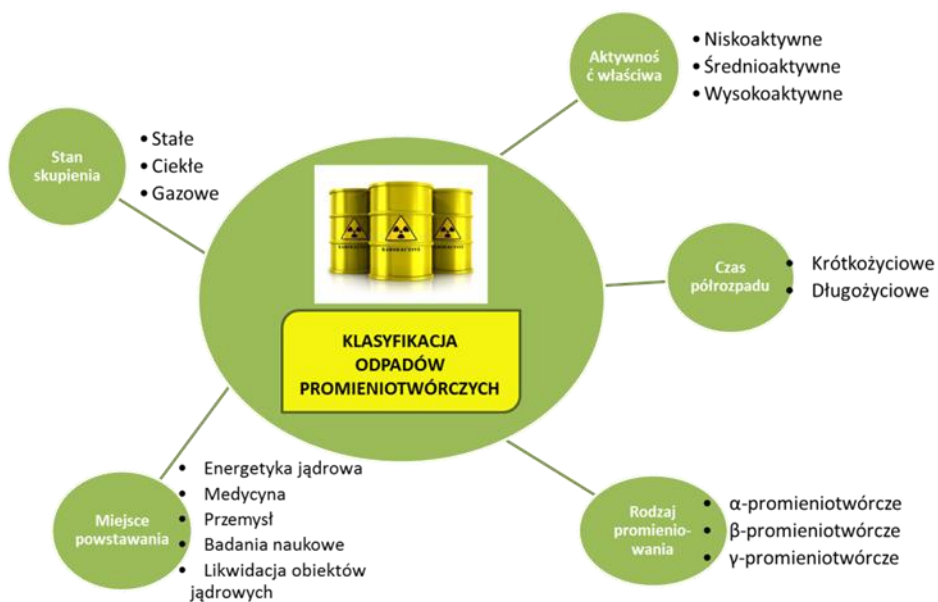 Aktywnoś
ć właściwa
• Niskoaktywne
• Średnioaktywne
• Wysokoaktywne
Stan
skupienia
• Stałe
• Ciekłe
• Gazowe
Czas
półrozpadu
• Krótkożyciowe
• Długożyciowe
KLASYFIKACJA
ODPADÓW
PROMIENIOTWÓRCZYCH
Miejsce
powstawania
• Energetyka jądrowa
• Medycyna
• Przemysł
• Badania naukowe
• Likwidacja obiektów
jądrowych
Rodzaj
promienio-
wania
• α-promieniotwórcze
• β-promieniotwórcze
• γ-promieniotwórcze